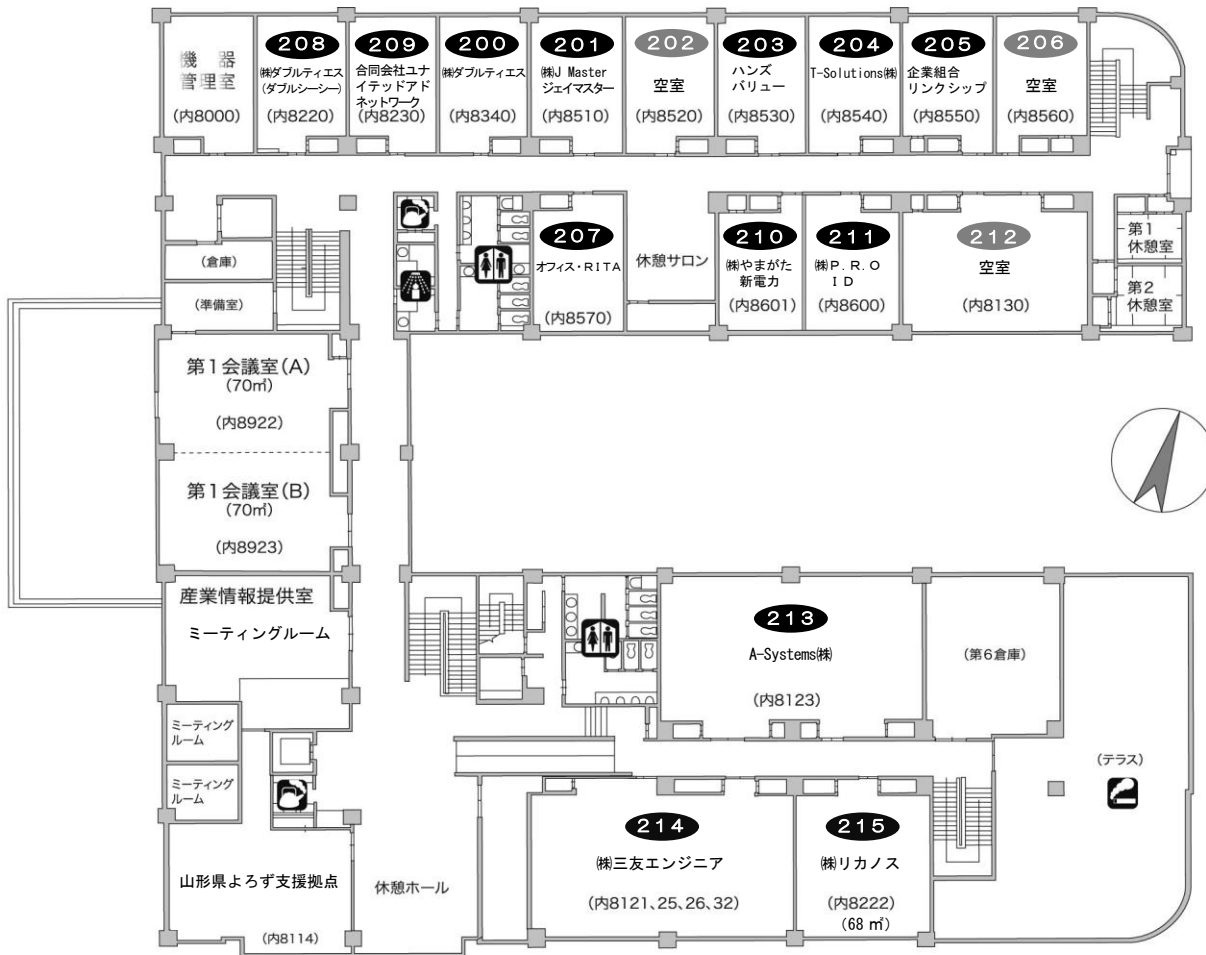 機器
管理室
(内8000)
208
㈱ダブルティエス
(ダブルシーシー)
(内8220)
209
合同会社ユナ
イテッドアド
ネットワーク
(内8230)
200
㈱ダブルティエス
(内8340)
201
㈱J Master
ジェイマスター
(内8510)
202
空室
(内8520)
203
ハンズ
バリュー
(内8530)
204
T-Solutions㈱
(内8540)
205
企業組合
リンクシップ
(内8550)
206
空室
(内8560)
207
オフィス・RITA
(内8570)
休憩サロン
210
㈱やまがた
新電力
(内8601)
211
㈱P.R.O
ID
(内8600)
212
空室
(内8130)
第1
休憩室
第2
休憩室
(倉庫)
(準備室)
第1会議室(A)
(70㎡)
(内8922)
第1会議室(B)
(70㎡)
(内8923)
産業情報提供室
ミーティングルーム
ミーティング
ルーム
ミーティング
ルーム
山形県よろず支援拠点
(内8114)
休憩ホール
213
A-Systems㈱
(内8123)
(第6倉庫)
(テラス)
214
㈱三友エンジニア
(内8121、25、26、32)
215
㈱リカノス
(内8222)
(68 ㎡)